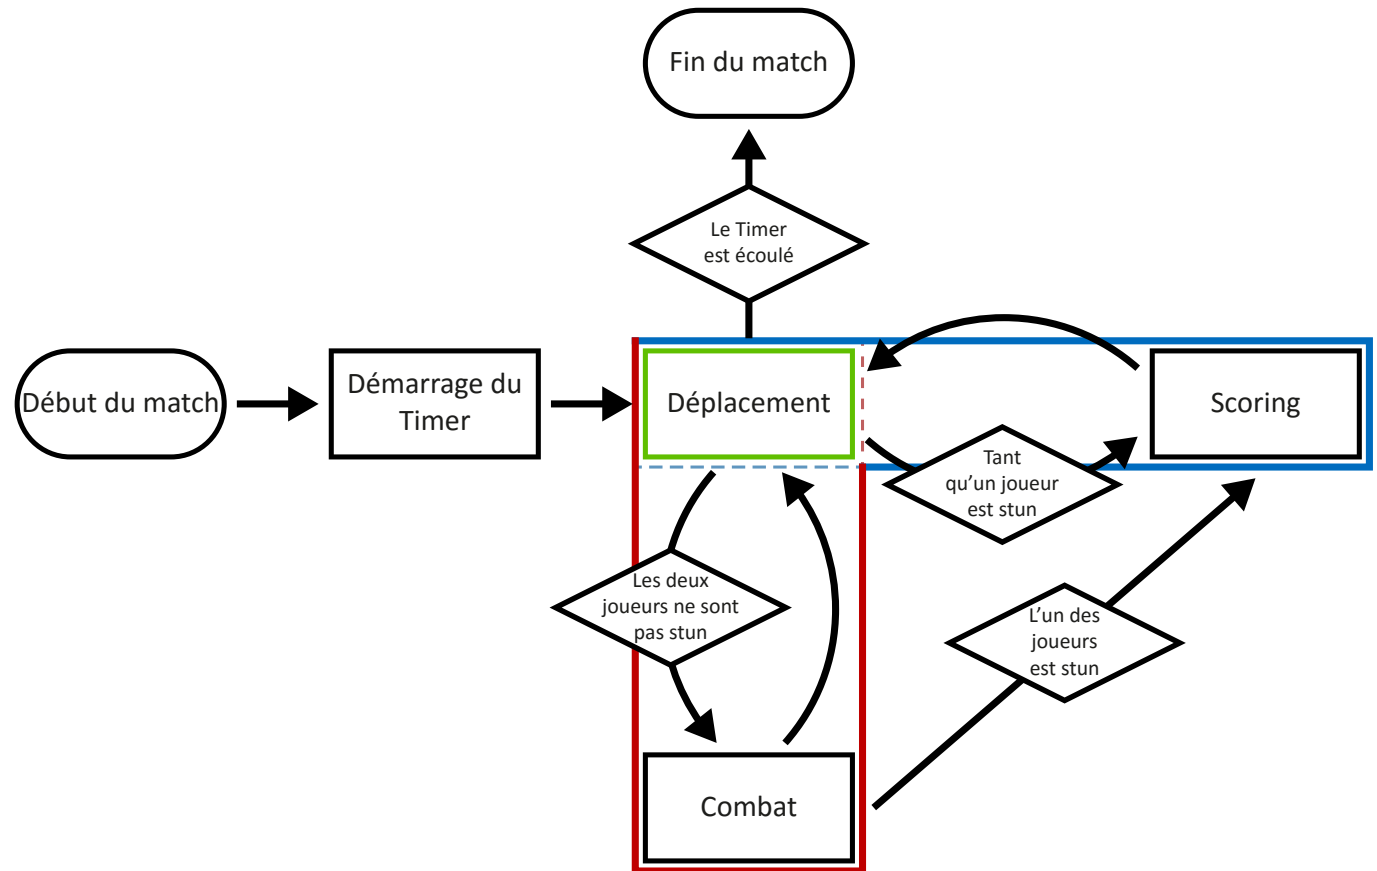 Fin du match
Le Timer
est écoulé
Début du match
Démarrage du
Timer
Déplacement
Scoring
Tant
qu’un joueur
est stun
Les deux
joueurs ne sont
pas stun
L’un des
joueurs
est stun
Combat